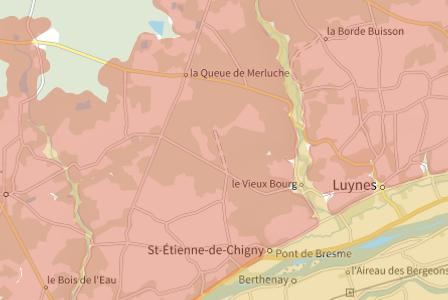 la Borde Buisson
la Queue de Merluche
le Vieux Bourg
Luynes
St-Étienne-de-Chigny
Pont de Bresme
l'Aireau des Bergeons
Berthenay
le Bois de l'Eau